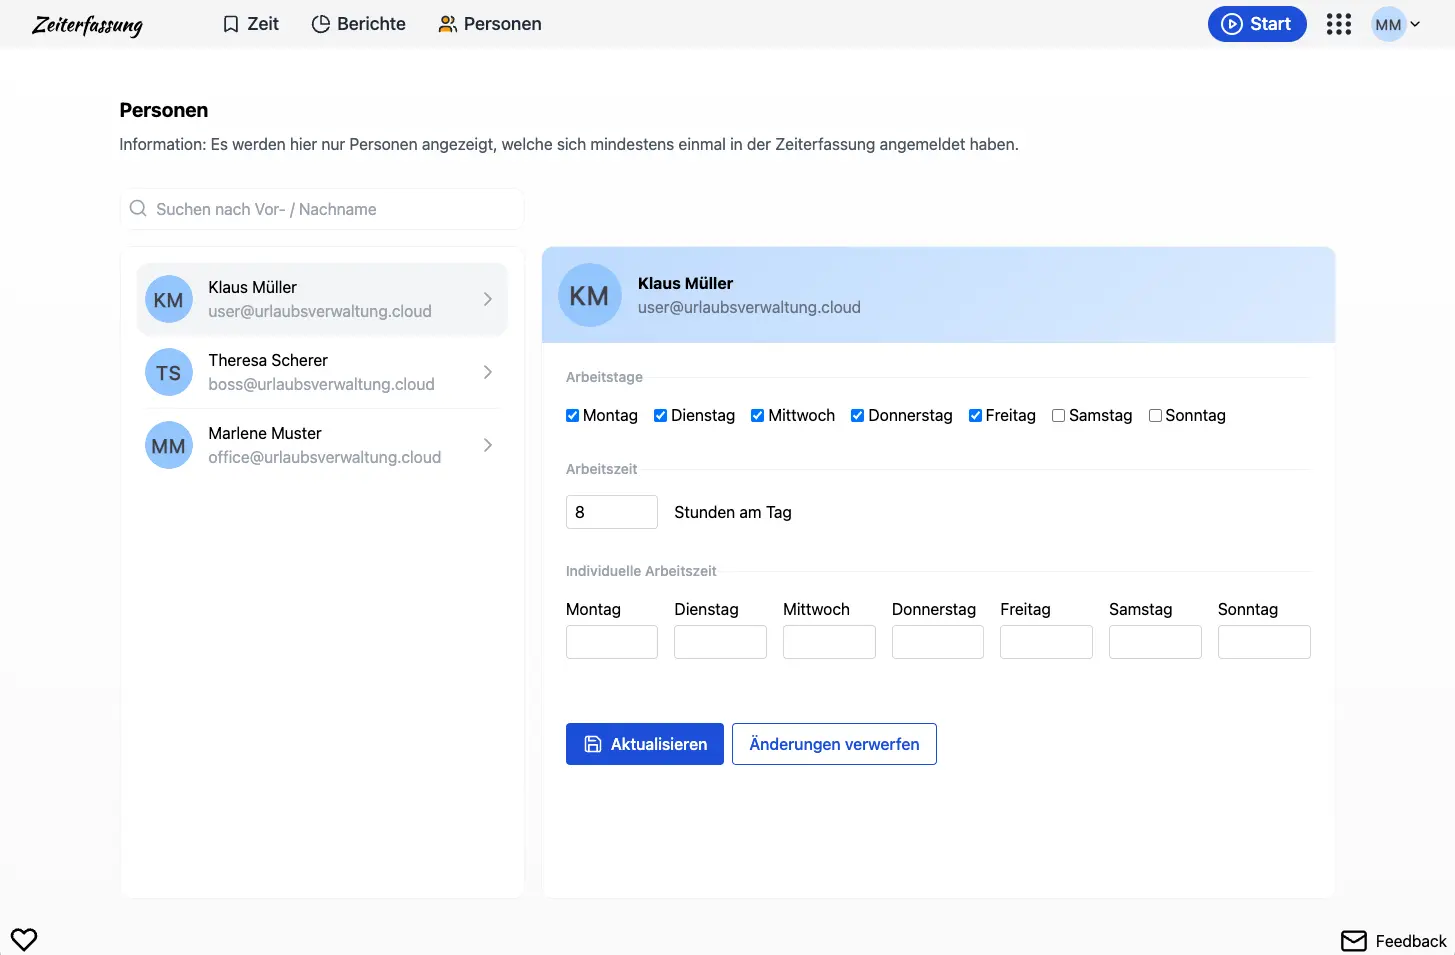 Zeiterfassung
Zeit
Berichte
Personen
Start
MM
Personen
Information: Es werden hier nur Personen angezeigt, welche sich mindestens einmal in der Zeiterfassung angemeldet haben.
Suchen nach Vor- / Nachname
KM
Klaus Müller
user@urlaubsverwaltung.cloud
TS
Theresa Scherer
boss@urlaubsverwaltung.cloud
MM
Marlene Muster
office@urlaubsverwaltung.cloud
KM
Klaus Müller
user@urlaubsverwaltung.cloud
Arbeitstage
Montag Dienstag Mittwoch Donnerstag Freitag Samstag Sonntag
Arbeitszeit
8 Stunden am Tag
Individuelle Arbeitszeit
Montag Dienstag Mittwoch Donnerstag Freitag Samstag Sonntag
Aktualisieren
Änderungen verwerfen
Feedback